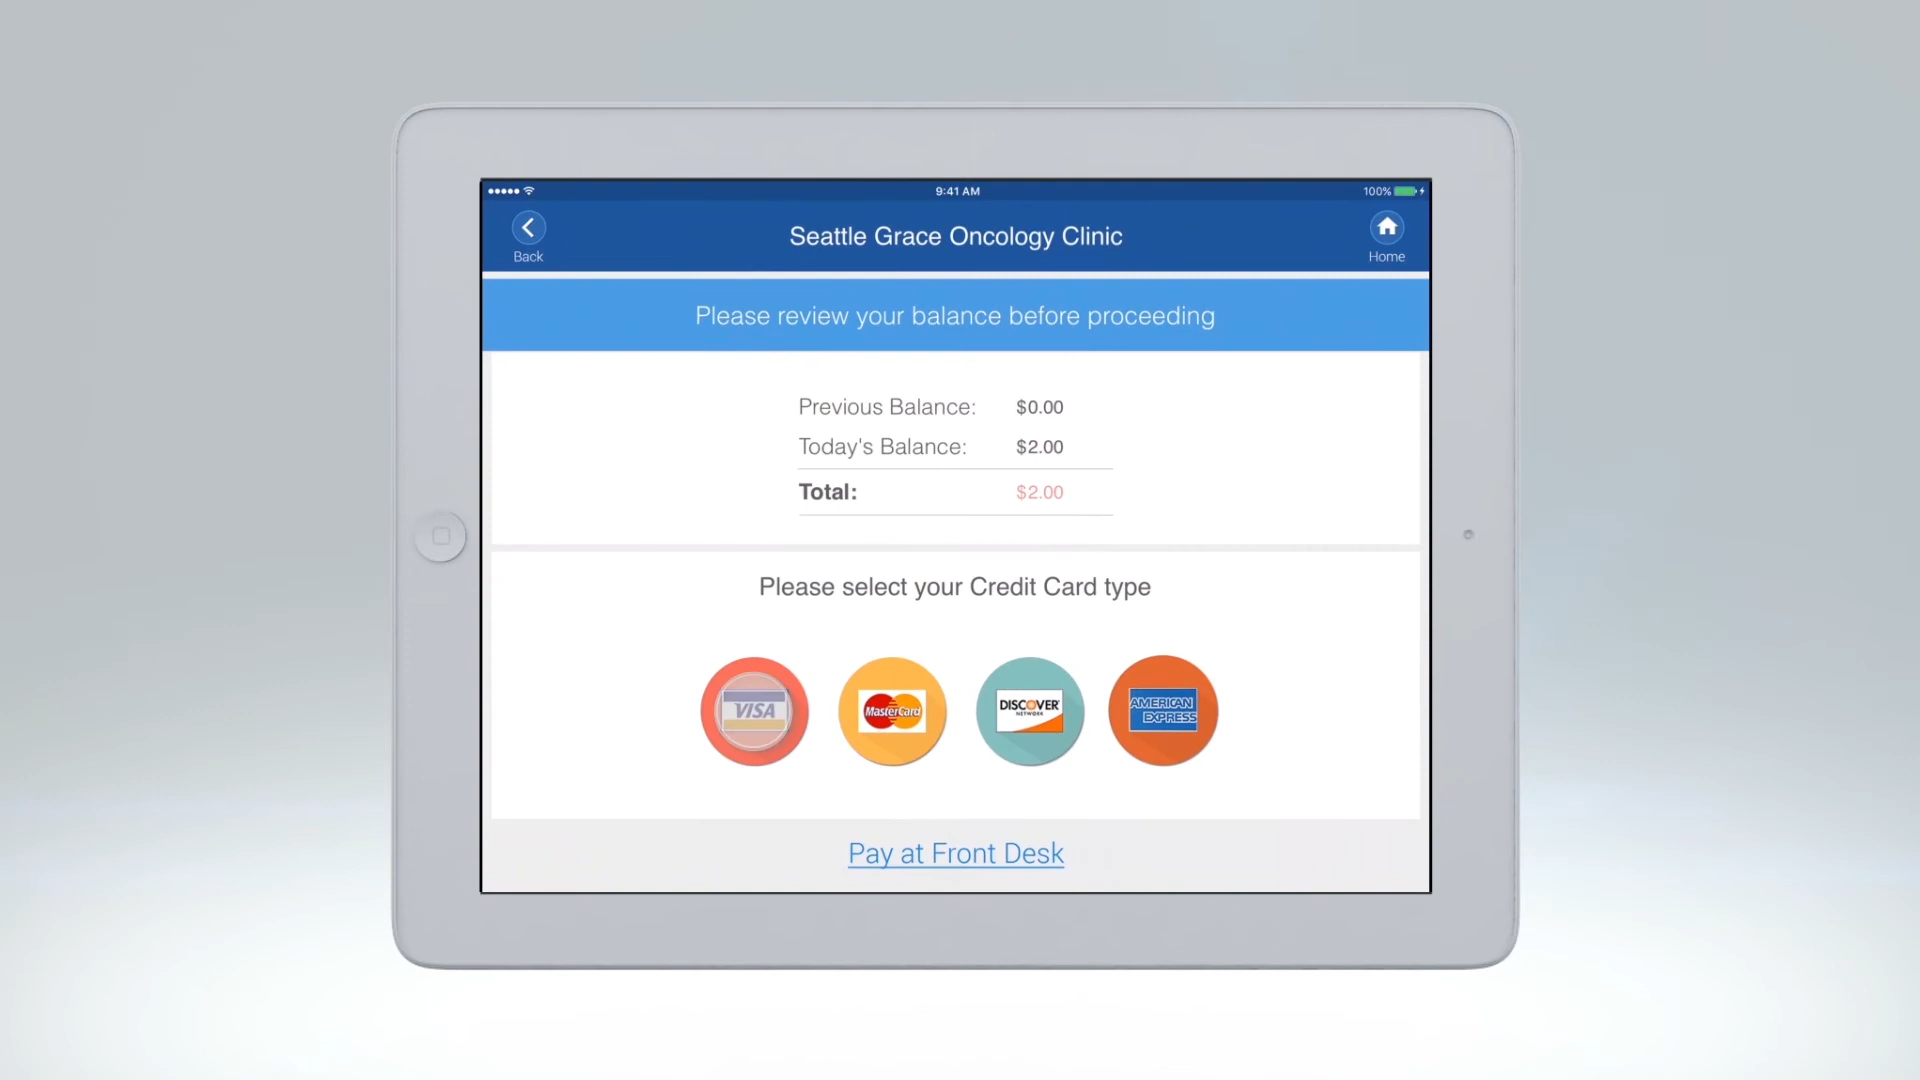 9:41 AM
100%
Back
Seattle Grace Oncology Clinic
Home
Please review your balance before proceeding
Previous Balance: $0.00
Today's Balance: $2.00
Total: $2.00
Please select your Credit Card type
VISA
MasterCard
DISCOVER
NETWORK
AMERICAN
EXPRESS
Pay at Front Desk